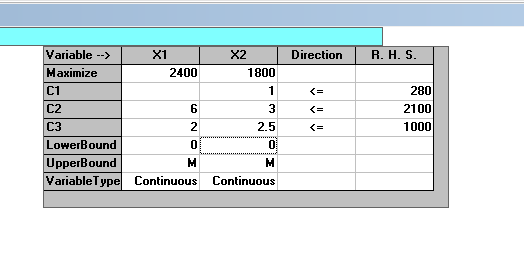 Variable --> X1 X2 Direction R. H. S.
Maximize 2400 1800
C1 1 <= 280
C2 6 3 <= 2100
C3 2 2.5 <= 1000
LowerBound 0 0
UpperBound M M
VariableType Continuous Continuous